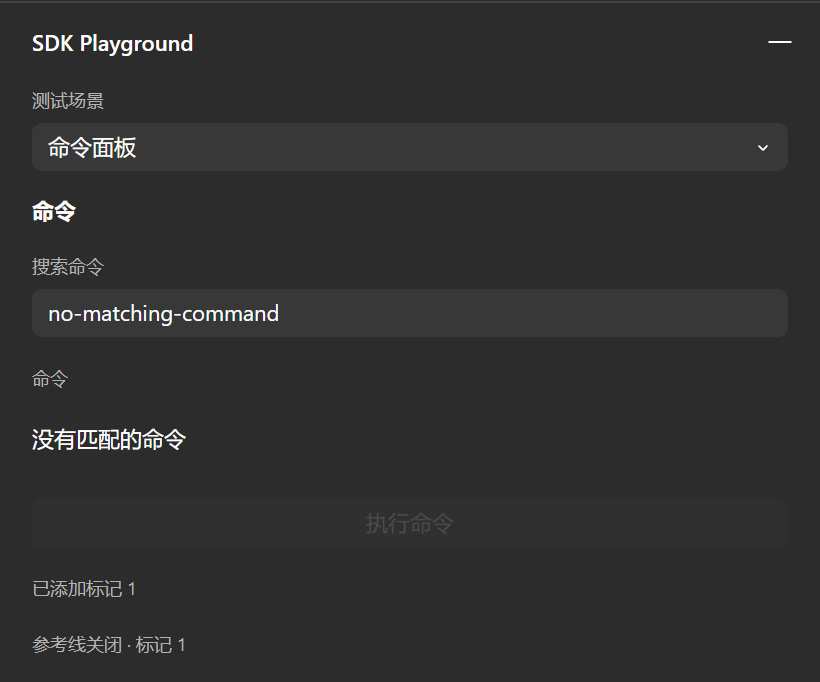 SDK Playground
测试场景
命令面板
命令
搜索命令
no-matching-command
命令
没有匹配的命令
执行命令
已添加标记 1
参考线关闭 · 标记 1